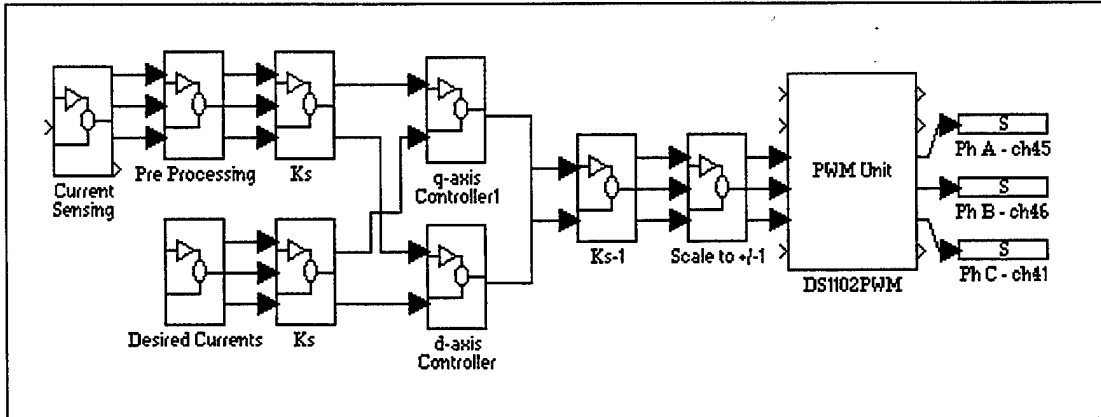 Current
Sensing
Pre Processing
Ks
q-axis
Controller1
Desired Currents
Ks
d-axis
Controller
Ks-1
Scale to +/-1
PWM Unit
DS1102PWM
S
Ph A - ch45
S
Ph B - ch46
S
Ph C - ch41